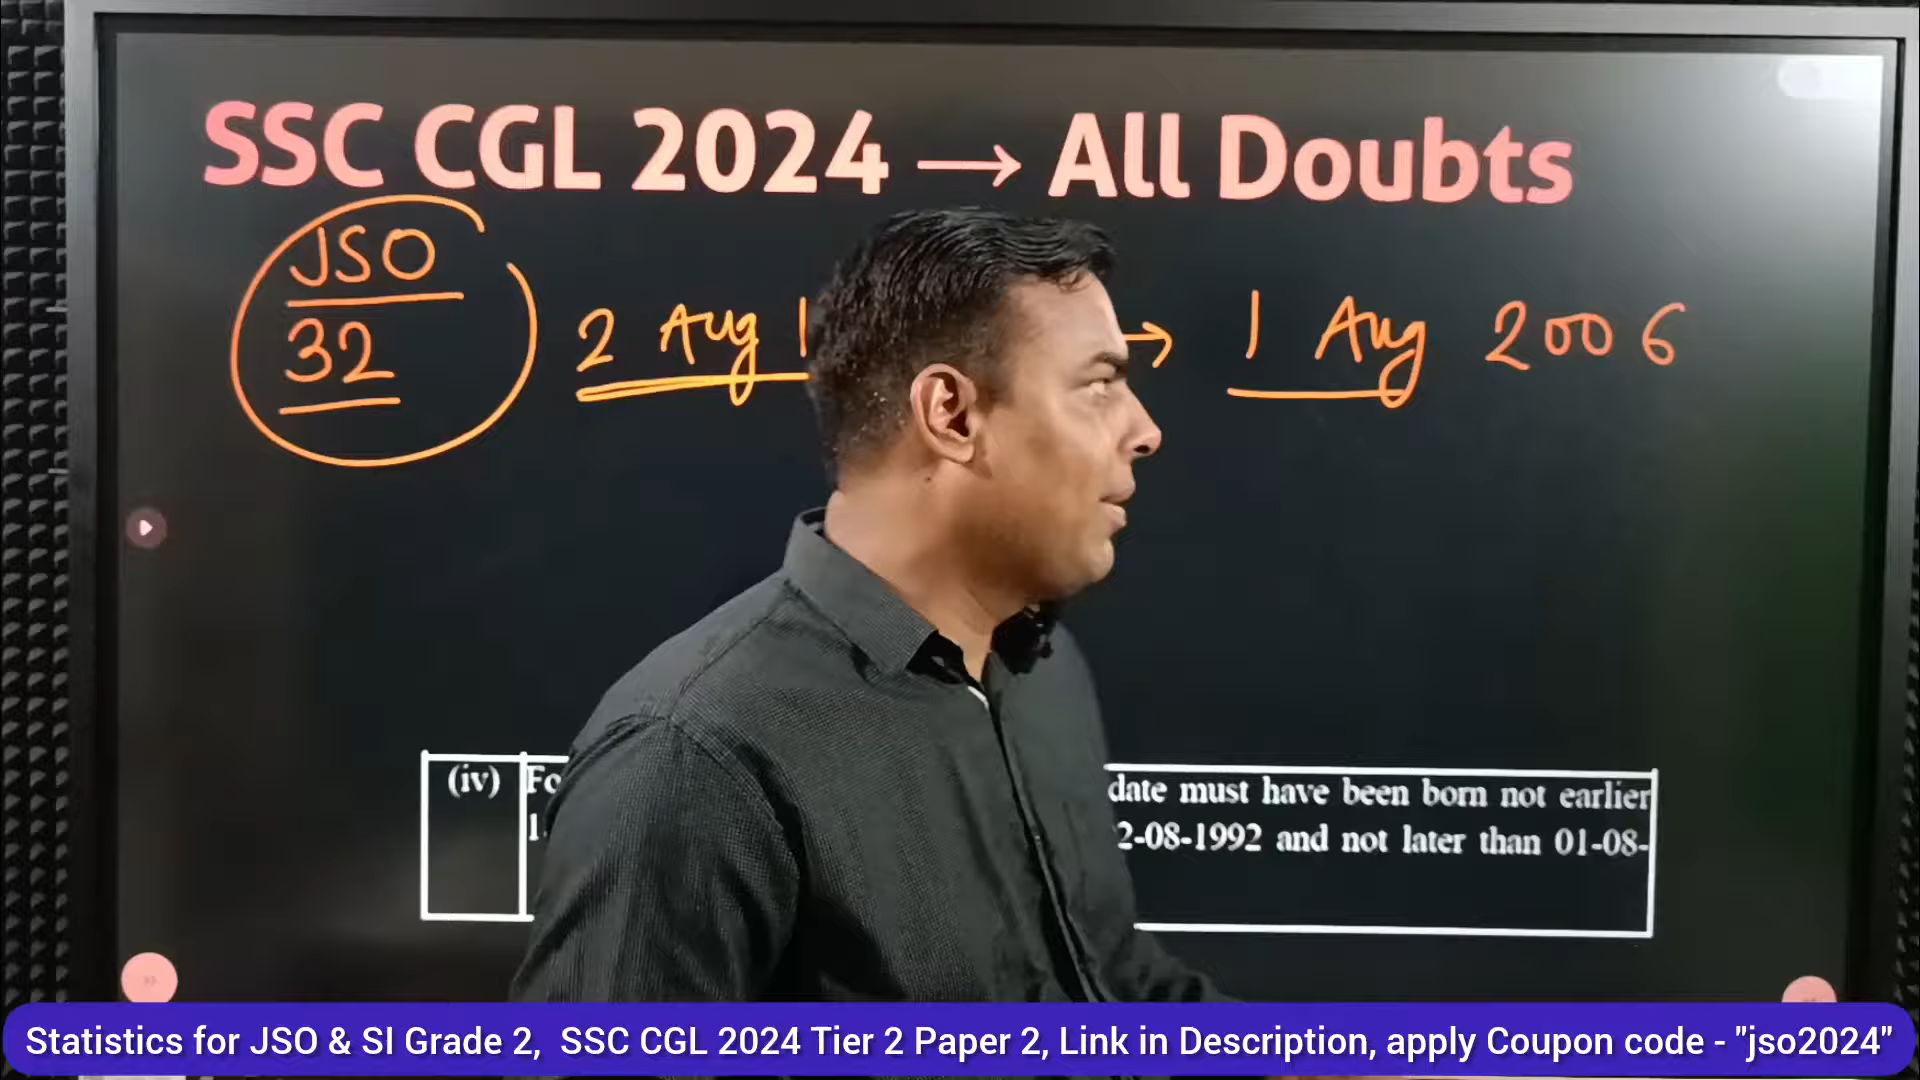 SSC CGL 2024 → All Doubts
JSO
32
2 Aug 1 → 1 Aug 2006
(iv) date must have been born not earlier
2-08-1992 and not later than 01-08-
Statistics for JSO & SI Grade 2, SSC CGL 2024 Tier 2 Paper 2, Link in Description, apply Coupon code - "jso2024"